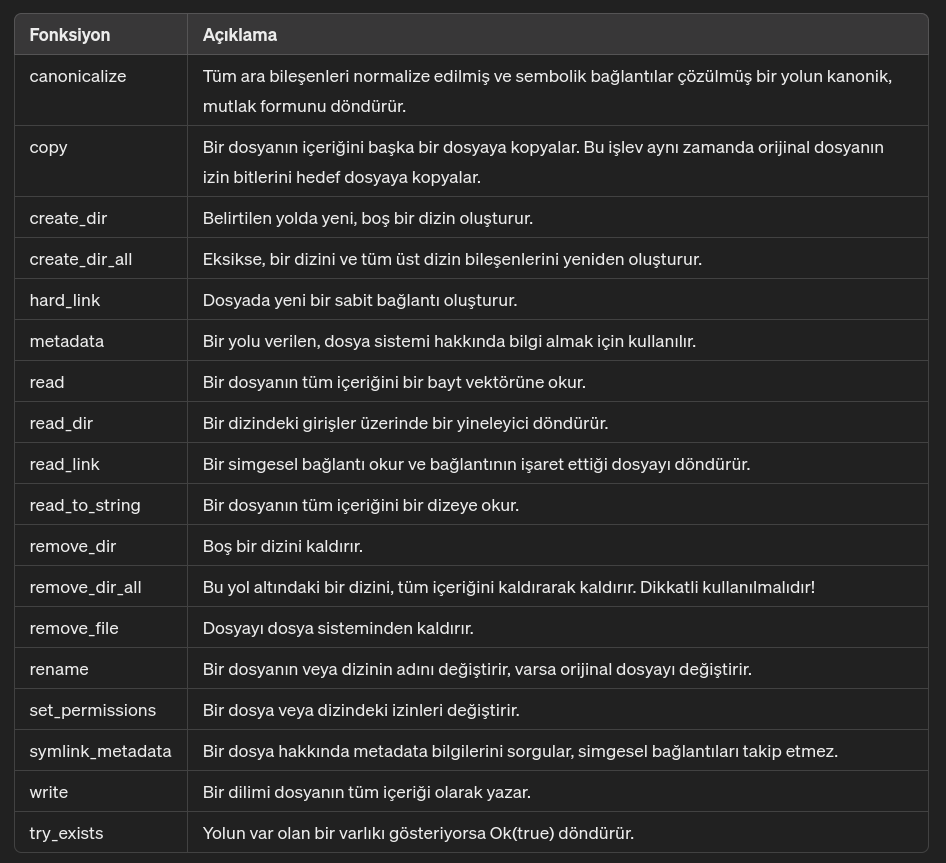 Fonksiyon Açıklama
canonicalize Tüm ara bileşenleri normalize edilmiş ve sembolik bağlantılar çözülmüş bir yolun kanonik,
mutlak formunu döndürür.
copy Bir dosyanın içeriğini başka bir dosyaya kopyalar. Bu işlev aynı zamanda orijinal dosyanın
izin bitlerini hedef dosyaya kopyalar.
create_dir Belirtilen yolda yeni, boş bir dizin oluşturur.
create_dir_all Eksikse, bir dizini ve tüm üst dizin bileşenlerini yeniden oluşturur.
hard_link Dosyada yeni bir sabit bağlantı oluşturur.
metadata Bir yolu verilen, dosya sistemi hakkında bilgi almak için kullanılır.
read Bir dosyanın tüm içeriğini bir bayt vektörüne okur.
read_dir Bir dizindeki girişler üzerinde bir yineleyici döndürür.
read_link Bir simgesel bağlantı okur ve bağlantının işaret ettiği dosyayı döndürür.
read_to_string Bir dosyanın tüm içeriğini bir dizeye okur.
remove_dir Boş bir dizini kaldırır.
remove_dir_all Bu yol altındaki bir dizini, tüm içeriğini kaldırarak kaldırır. Dikkatli kullanılmalıdır!
remove_file Dosyayı dosya sisteminden kaldırır.
rename Bir dosyanın veya dizinin adını değiştirir, varsa orijinal dosyayı değiştirir.
set_permissions Bir dosya veya dizindeki izinleri değiştirir.
symlink_metadata Bir dosya hakkında metadata bilgilerini sorgular, simgesel bağlantıları takip etmez.
write Bir dilimi dosyanın tüm içeriği olarak yazar.
try_exists Yolun var olan bir varlıkı gösteriyorsa Ok(true) döndürür.